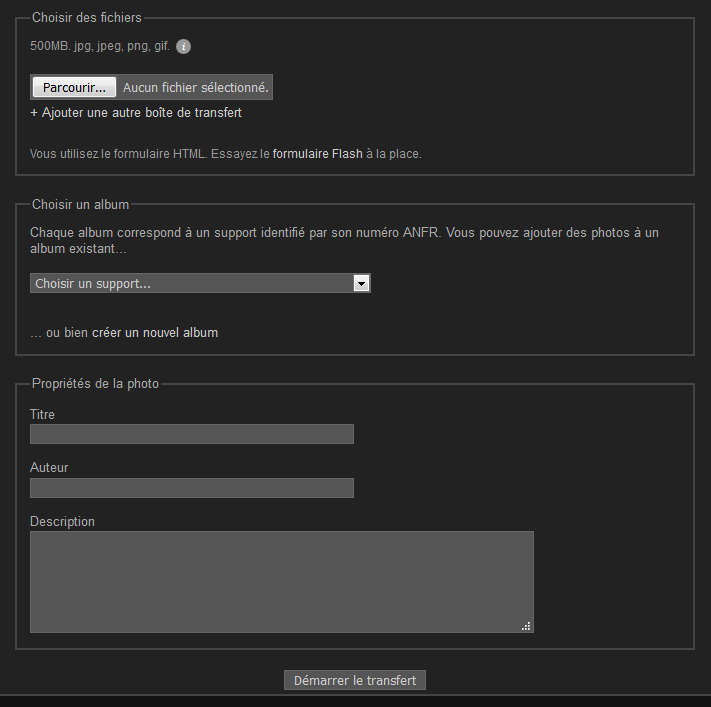 Choisir des fichiers
500MB. jpg, jpeg, png, gif. i
Parcourir... Aucun fichier sélectionné.
+ Ajouter une autre boîte de transfert
Vous utilisez le formulaire HTML. Essayez le formulaire Flash à la place.
Choisir un album
Chaque album correspond à un support identifié par son numéro ANFR. Vous pouvez ajouter des photos à un
album existant...
Choisir un support...
... ou bien créer un nouvel album
Propriétés de la photo
Titre
Auteur
Description
Démarrer le transfert